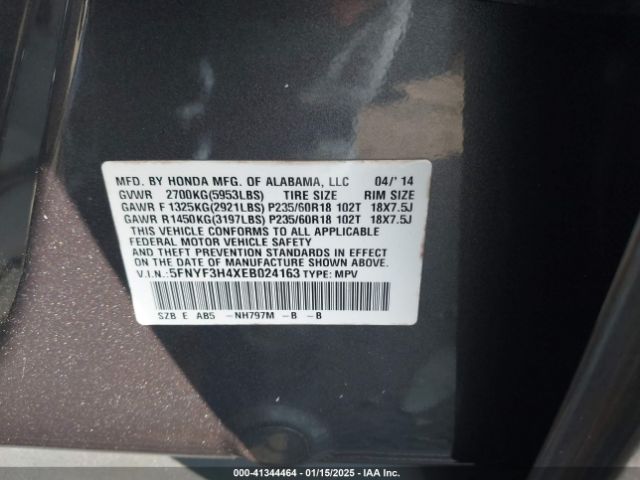 MFD. BY HONDA MFG. OF ALABAMA, LLC 04/' 14
GVWR 2700KG(5953LBS) TIRE SIZE RIM SIZE
GAWR F 1325KG(2921LBS) P235/60R18 102T 18X7.5J
GAWR R 1450KG(3197LBS) P235/60R18 102T 18X7.5J
THIS VEHICLE CONFORMS TO ALL APPLICABLE
FEDERAL MOTOR VEHICLE SAFETY
AND THEFT PREVENTION STANDARDS IN EFFECT
ON THE DATE OF MANUFACTURE SHOWN ABOVE.
V.I.N.: 5FNYF3H4XEB024163 TYPE: MPV
SZB E AB5 -NH797M -B -B
000-41344464 - 01/15/2025 - IAA Inc.